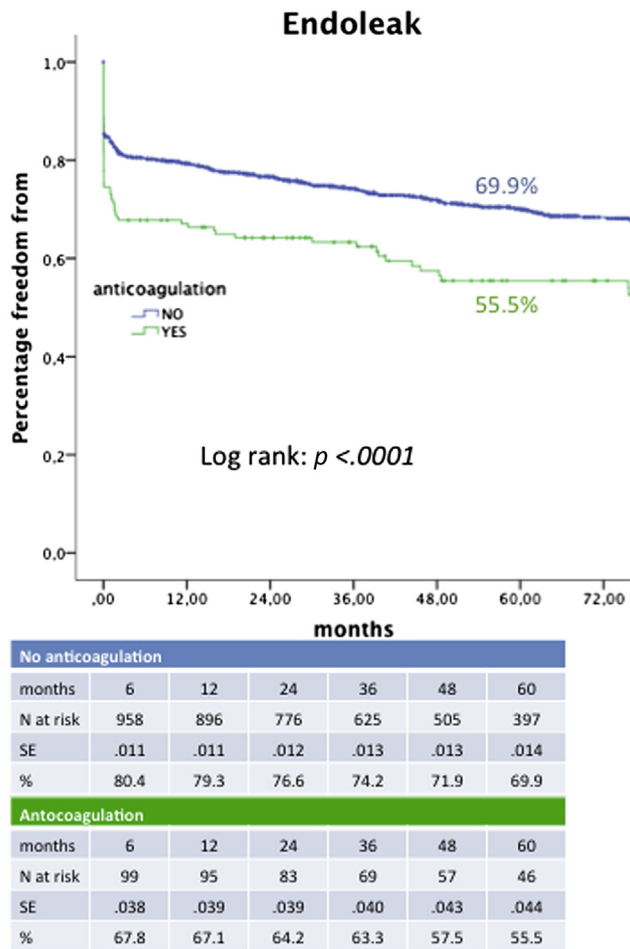 Endoleak
1,0
0,8
0,6
0,4
0,2
0,0
Percentage freedom from
69.9%
55.5%
anticoagulation
NO
YES
Log rank: p <.0001
,00 12,00 24,00 36,00 48,00 60,00 72,00
months
No anticoagulation
months 6 12 24 36 48 60
N at risk 958 896 776 625 505 397
SE .011 .011 .012 .013 .013 .014
% 80.4 79.3 76.6 74.2 71.9 69.9
Antocoagulation
months 6 12 24 36 48 60
N at risk 99 95 83 69 57 46
SE .038 .039 .039 .040 .043 .044
% 67.8 67.1 64.2 63.3 57.5 55.5